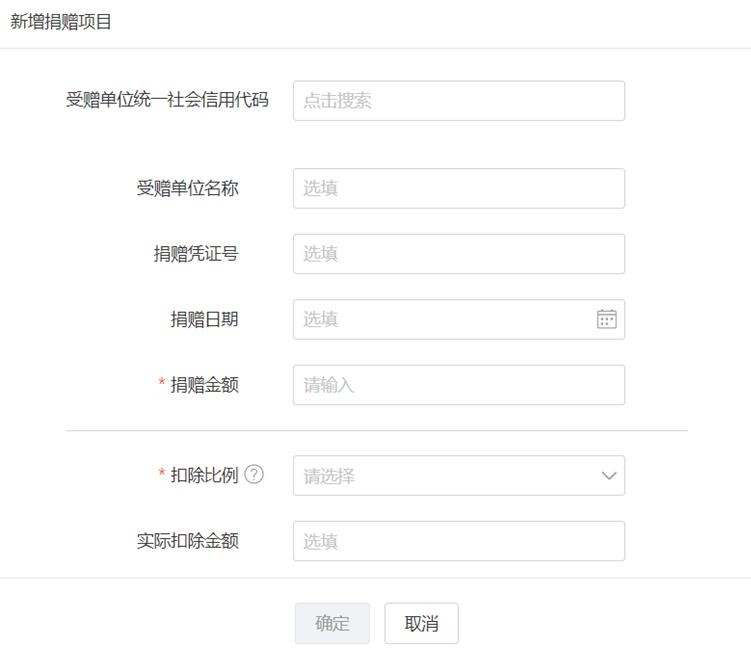 新增捐赠项目
受赠单位统一社会信用代码 点击搜索
受赠单位名称 选填
捐赠凭证号 选填
捐赠日期 选填
* 捐赠金额 请输入
* 扣除比例 ? 请选择
实际扣除金额 选填
确定 取消